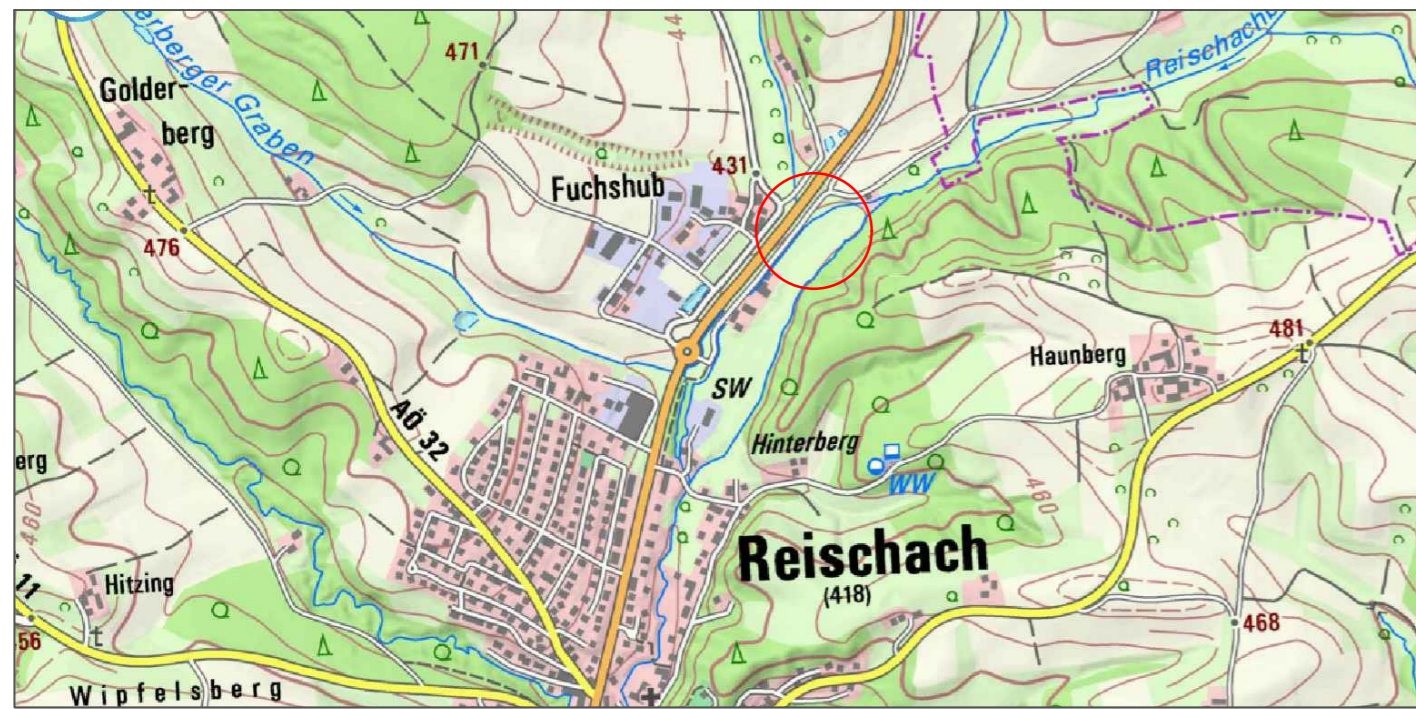 471
Golder-
berg
erberger Graben
Reischach
Fuchshub
431
476
481
Haunberg
SW
AÖ 32
Hinterberg
WW
erg
460
460
Reischach
(418)
11
Hitzing
56
468
Wipfelsberg